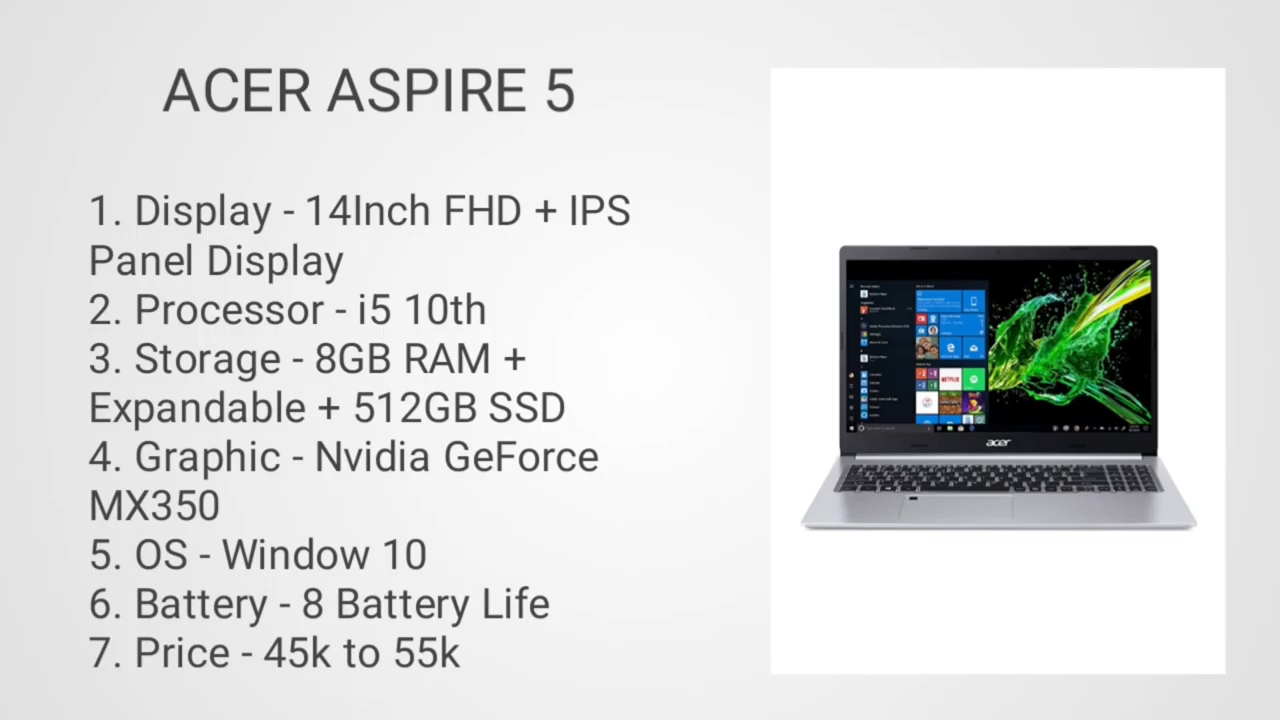 ACER ASPIRE 5
1. Display - 14Inch FHD + IPS
Panel Display
2. Processor - i5 10th
3. Storage - 8GB RAM +
Expandable + 512GB SSD
4. Graphic - Nvidia GeForce
MX350
5. OS - Window 10
6. Battery - 8 Battery Life
7. Price - 45k to 55k
NETFLIX
acer